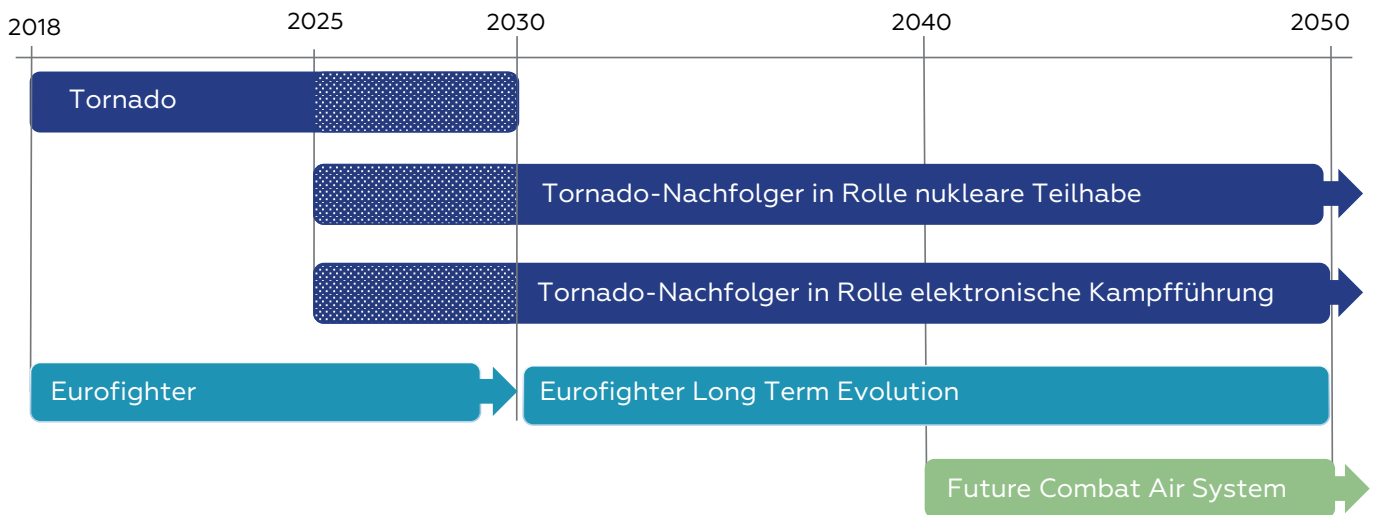 2018 2025 2030 2040 2050
Tornado
Tornado-Nachfolger in Rolle nukleare Teilhabe
Tornado-Nachfolger in Rolle elektronische Kampfführung
Eurofighter Eurofighter Long Term Evolution
Future Combat Air System